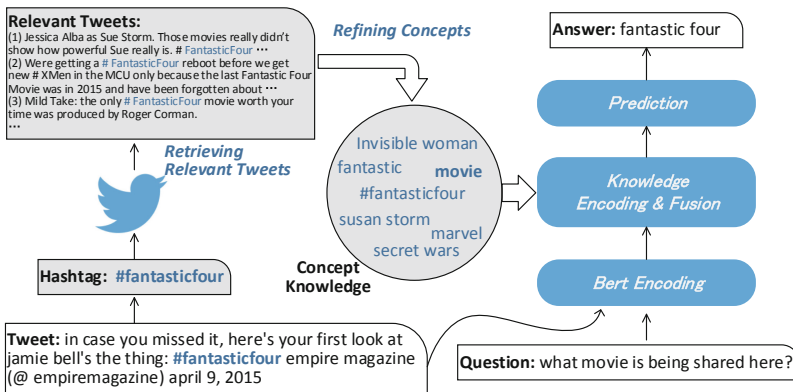 Relevant Tweets:
(1) Jessica Alba as Sue Storm. Those movies really didn't
show how powerful Sue really is. # FantasticFour ···
(2) Were getting a # FantasticFour reboot before we get
new # XMen in the MCU only because the last Fantastic Four
Movie was in 2015 and have been forgotten about ···
(3) Mild Take: the only # FantasticFour movie worth your
time was produced by Roger Corman.
···
Refining Concepts
Answer: fantastic four
Prediction
Retrieving
Relevant Tweets
Invisible woman
fantastic
movie
#fantasticfour
susan storm
marvel
secret wars
Concept
Knowledge
Knowledge
Encoding & Fusion
Hashtag: #fantasticfour
Bert Encoding
Tweet: in case you missed it, here's your first look at
jamie bell's the thing: #fantasticfour empire magazine
(@ empiremagazine) april 9, 2015
Question: what movie is being shared here?